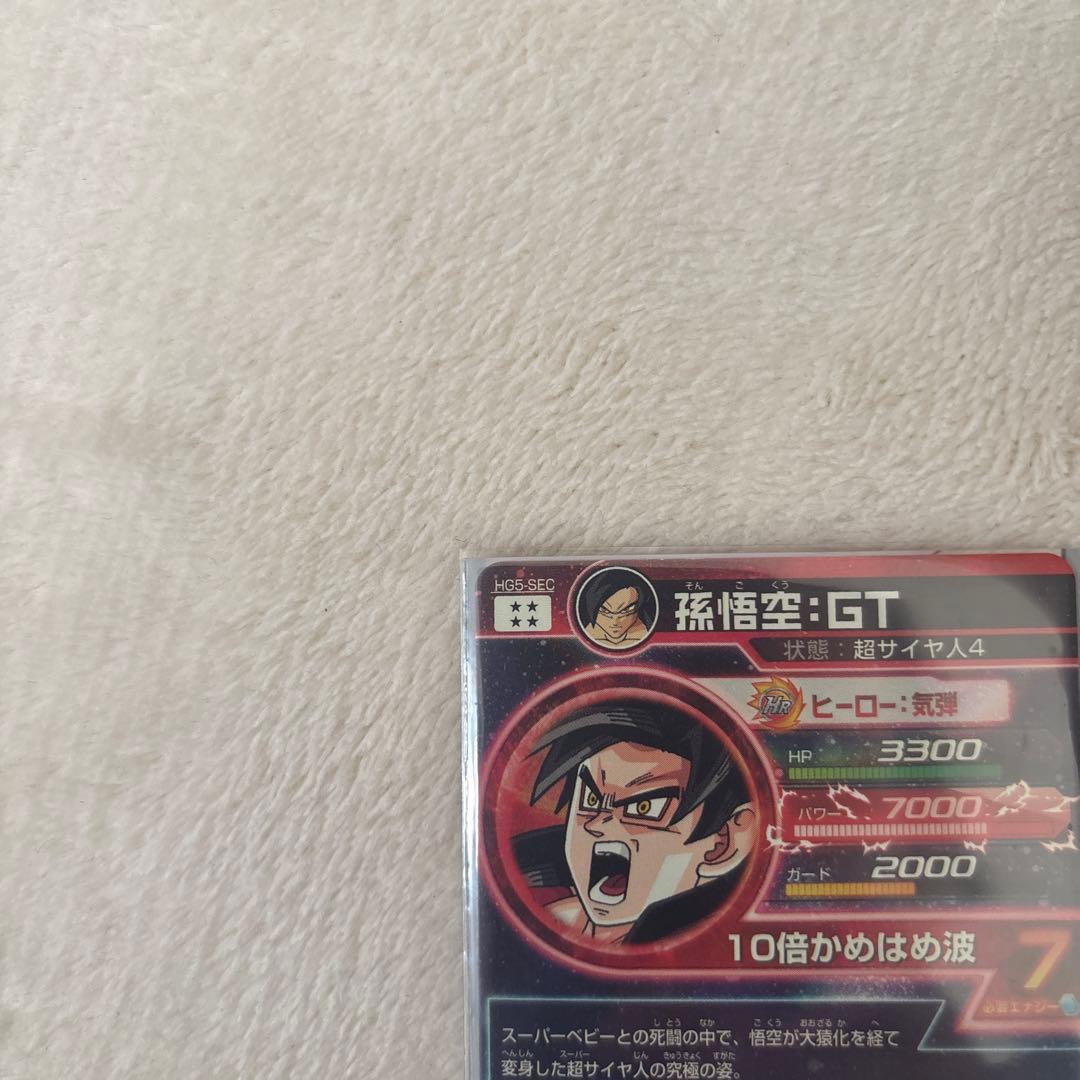 HG5-SEC
孫悟空:GT
そん ご くう
状態:超サイヤ人4
HR ヒーロー:気弾
HP 3300
パワー 7000
ガード 2000
10倍かめはめ波
7
必要エナジー
しとう なか ごくう おおざるか へ
スーパーベビーとの死闘の中で、悟空が大猿化を経て
へんしん スーパー じん きゅうきょく すがた
変身した超サイヤ人の究極の姿。